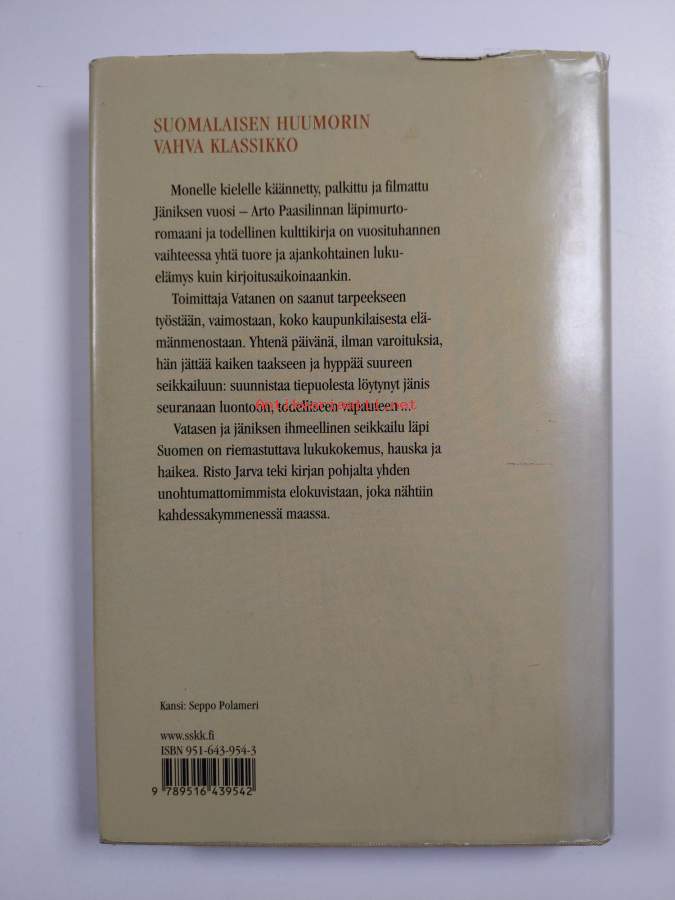 SUOMALAISEN HUUMORIN
VAHVA KLASSIKKO
Monelle kielelle käännetty, palkittu ja filmattu
Jäniksen vuosi – Arto Paasilinnan läpimurto-
romaani ja todellinen kulttikirja on vuosituhannen
vaihteessa yhtä tuore ja ajankohtainen luku-
elämys kuin kirjoitusaikoinaankin.
Toimittaja Vatanen on saanut tarpeekseen
työstään, vaimostaan, koko kaupunkilaisesta elä-
mänmenostaan. Yhtenä päivänä, ilman varoituksia,
hän jättää kaiken taakseen ja hyppää suureen
seikkailuun: suunnistaa tiepuolesta löytynyt jänis
seuranaan luontoon, todelliseen vapauteen ...
Antikvariaatti.net
Vatasen ja jäniksen ihmeellinen seikkailu läpi
Suomen on riemastuttava lukukokemus, hauska ja
haikea. Risto Jarva teki kirjan pohjalta yhden
unohtumattomimmista elokuvistaan, joka nähtiin
kahdessakymmenessä maassa.
Kansi: Seppo Polameri
www.sskk.fi
ISBN 951-643-954-3
9 789516 439542